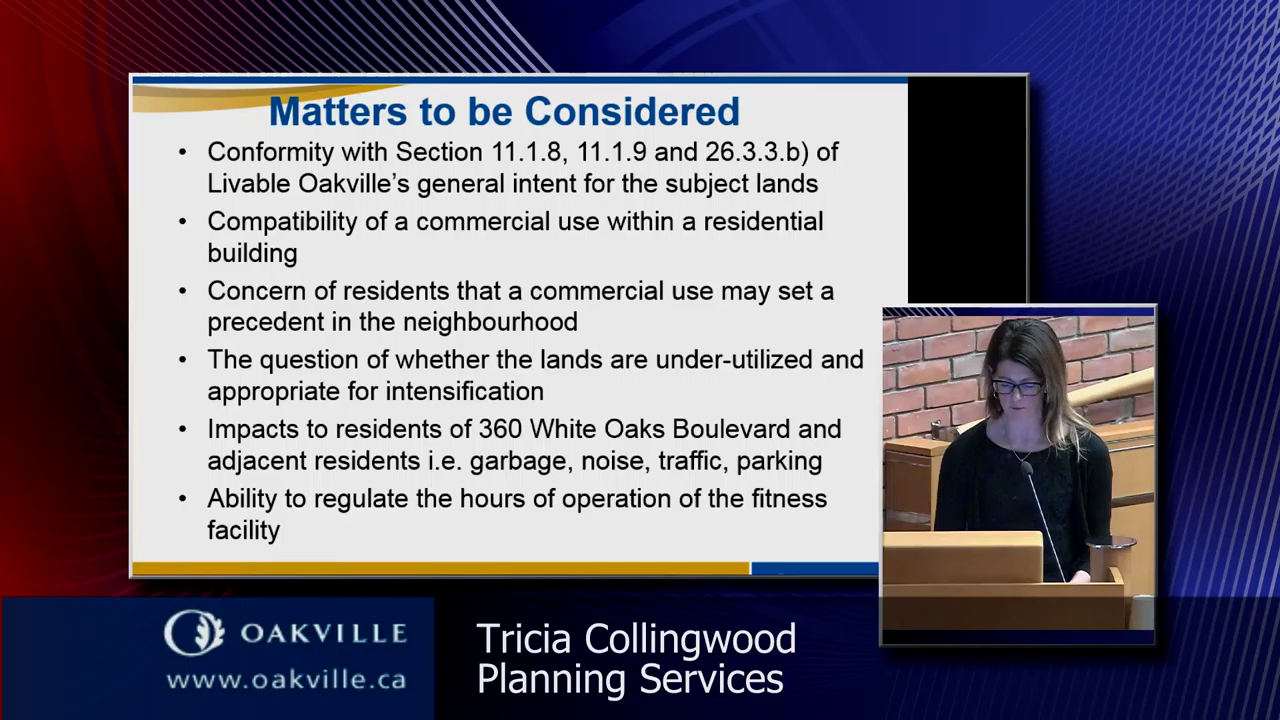 Matters to be Considered
• Conformity with Section 11.1.8, 11.1.9 and 26.3.3.b) of
Livable Oakville's general intent for the subject lands
• Compatibility of a commercial use within a residential
building
• Concern of residents that a commercial use may set a
precedent in the neighbourhood
• The question of whether the lands are under-utilized and
appropriate for intensification
• Impacts to residents of 360 White Oaks Boulevard and
adjacent residents i.e. garbage, noise, traffic, parking
• Ability to regulate the hours of operation of the fitness
facility
OAKVILLE
www.oakville.ca
Tricia Collingwood
Planning Services